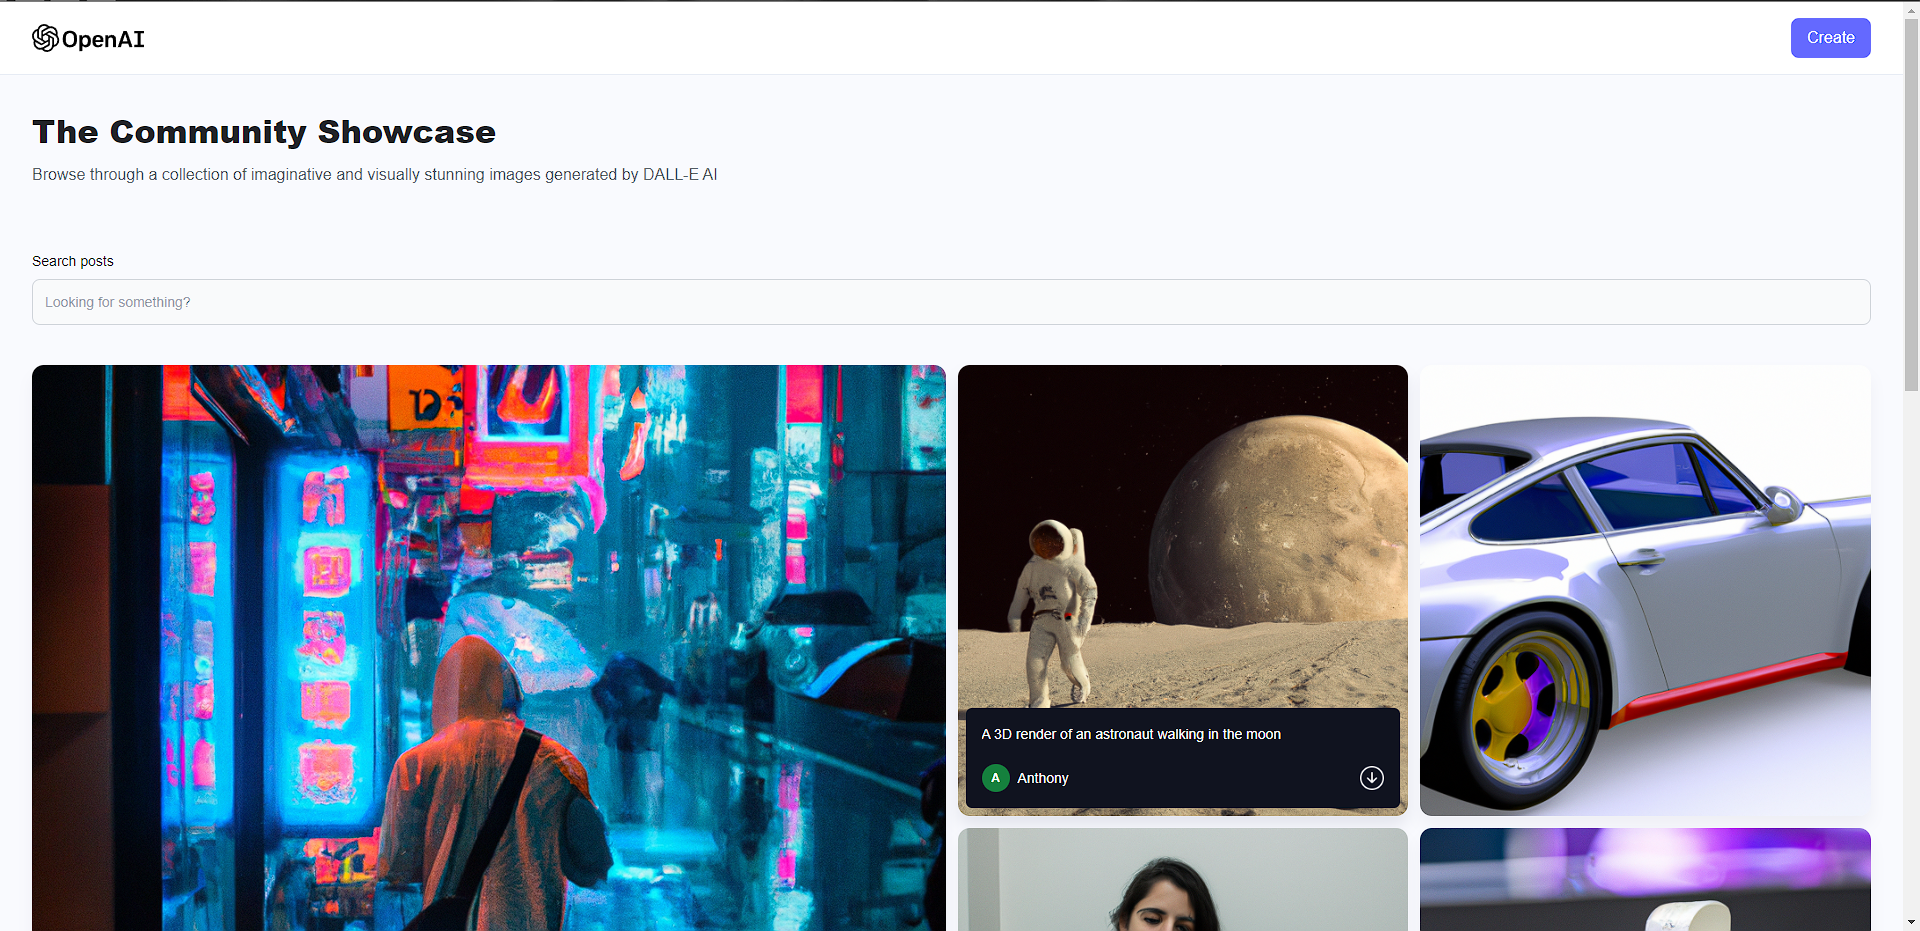 OpenAI
Create
The Community Showcase
Browse through a collection of imaginative and visually stunning images generated by DALL-E AI
Search posts
Looking for something?
A 3D render of an astronaut walking in the moon
A Anthony